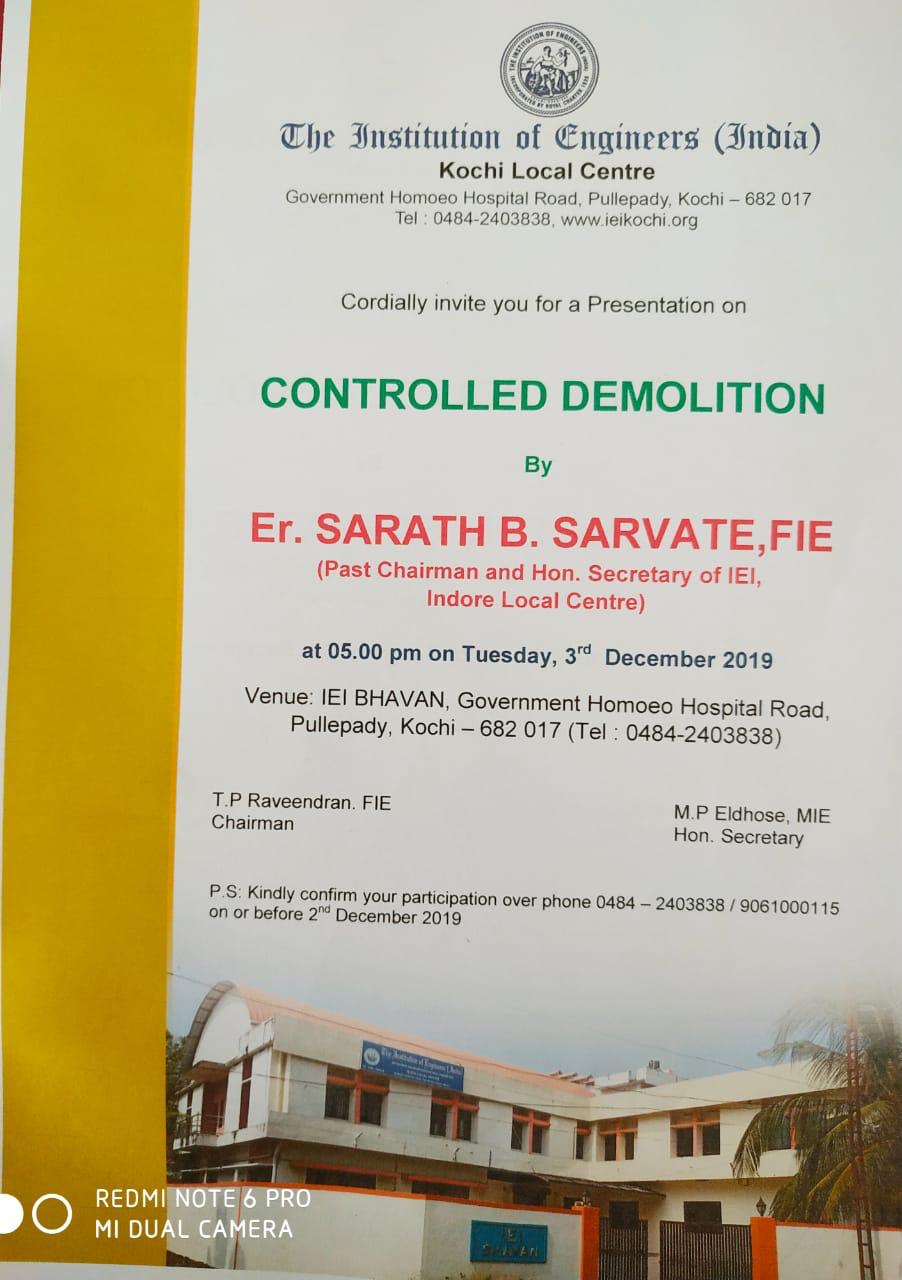 THE INSTITUTION OF ENGINEERS (INDIA)
INCORPORATED BY ROYAL CHARTER 1935
The Institution of Engineers (India)
Kochi Local Centre
Government Homoeo Hospital Road, Pullepady, Kochi – 682 017
Tel : 0484-2403838, www.ieikochi.org
Cordially invite you for a Presentation on
CONTROLLED DEMOLITION
By
Er. SARATH B. SARVATE,FIE
(Past Chairman and Hon. Secretary of IEI,
Indore Local Centre)
at 05.00 pm on Tuesday, 3rd December 2019
Venue: IEI BHAVAN, Government Homoeo Hospital Road,
Pullepady, Kochi – 682 017 (Tel : 0484-2403838)
T.P Raveendran. FIE
Chairman
M.P Eldhose, MIE
Hon. Secretary
P.S: Kindly confirm your participation over phone 0484 – 2403838 / 9061000115
on or before 2nd December 2019
The Institution of Engineers (India)
IEI
BHAVAN
REDMI NOTE 6 PRO
MI DUAL CAMERA